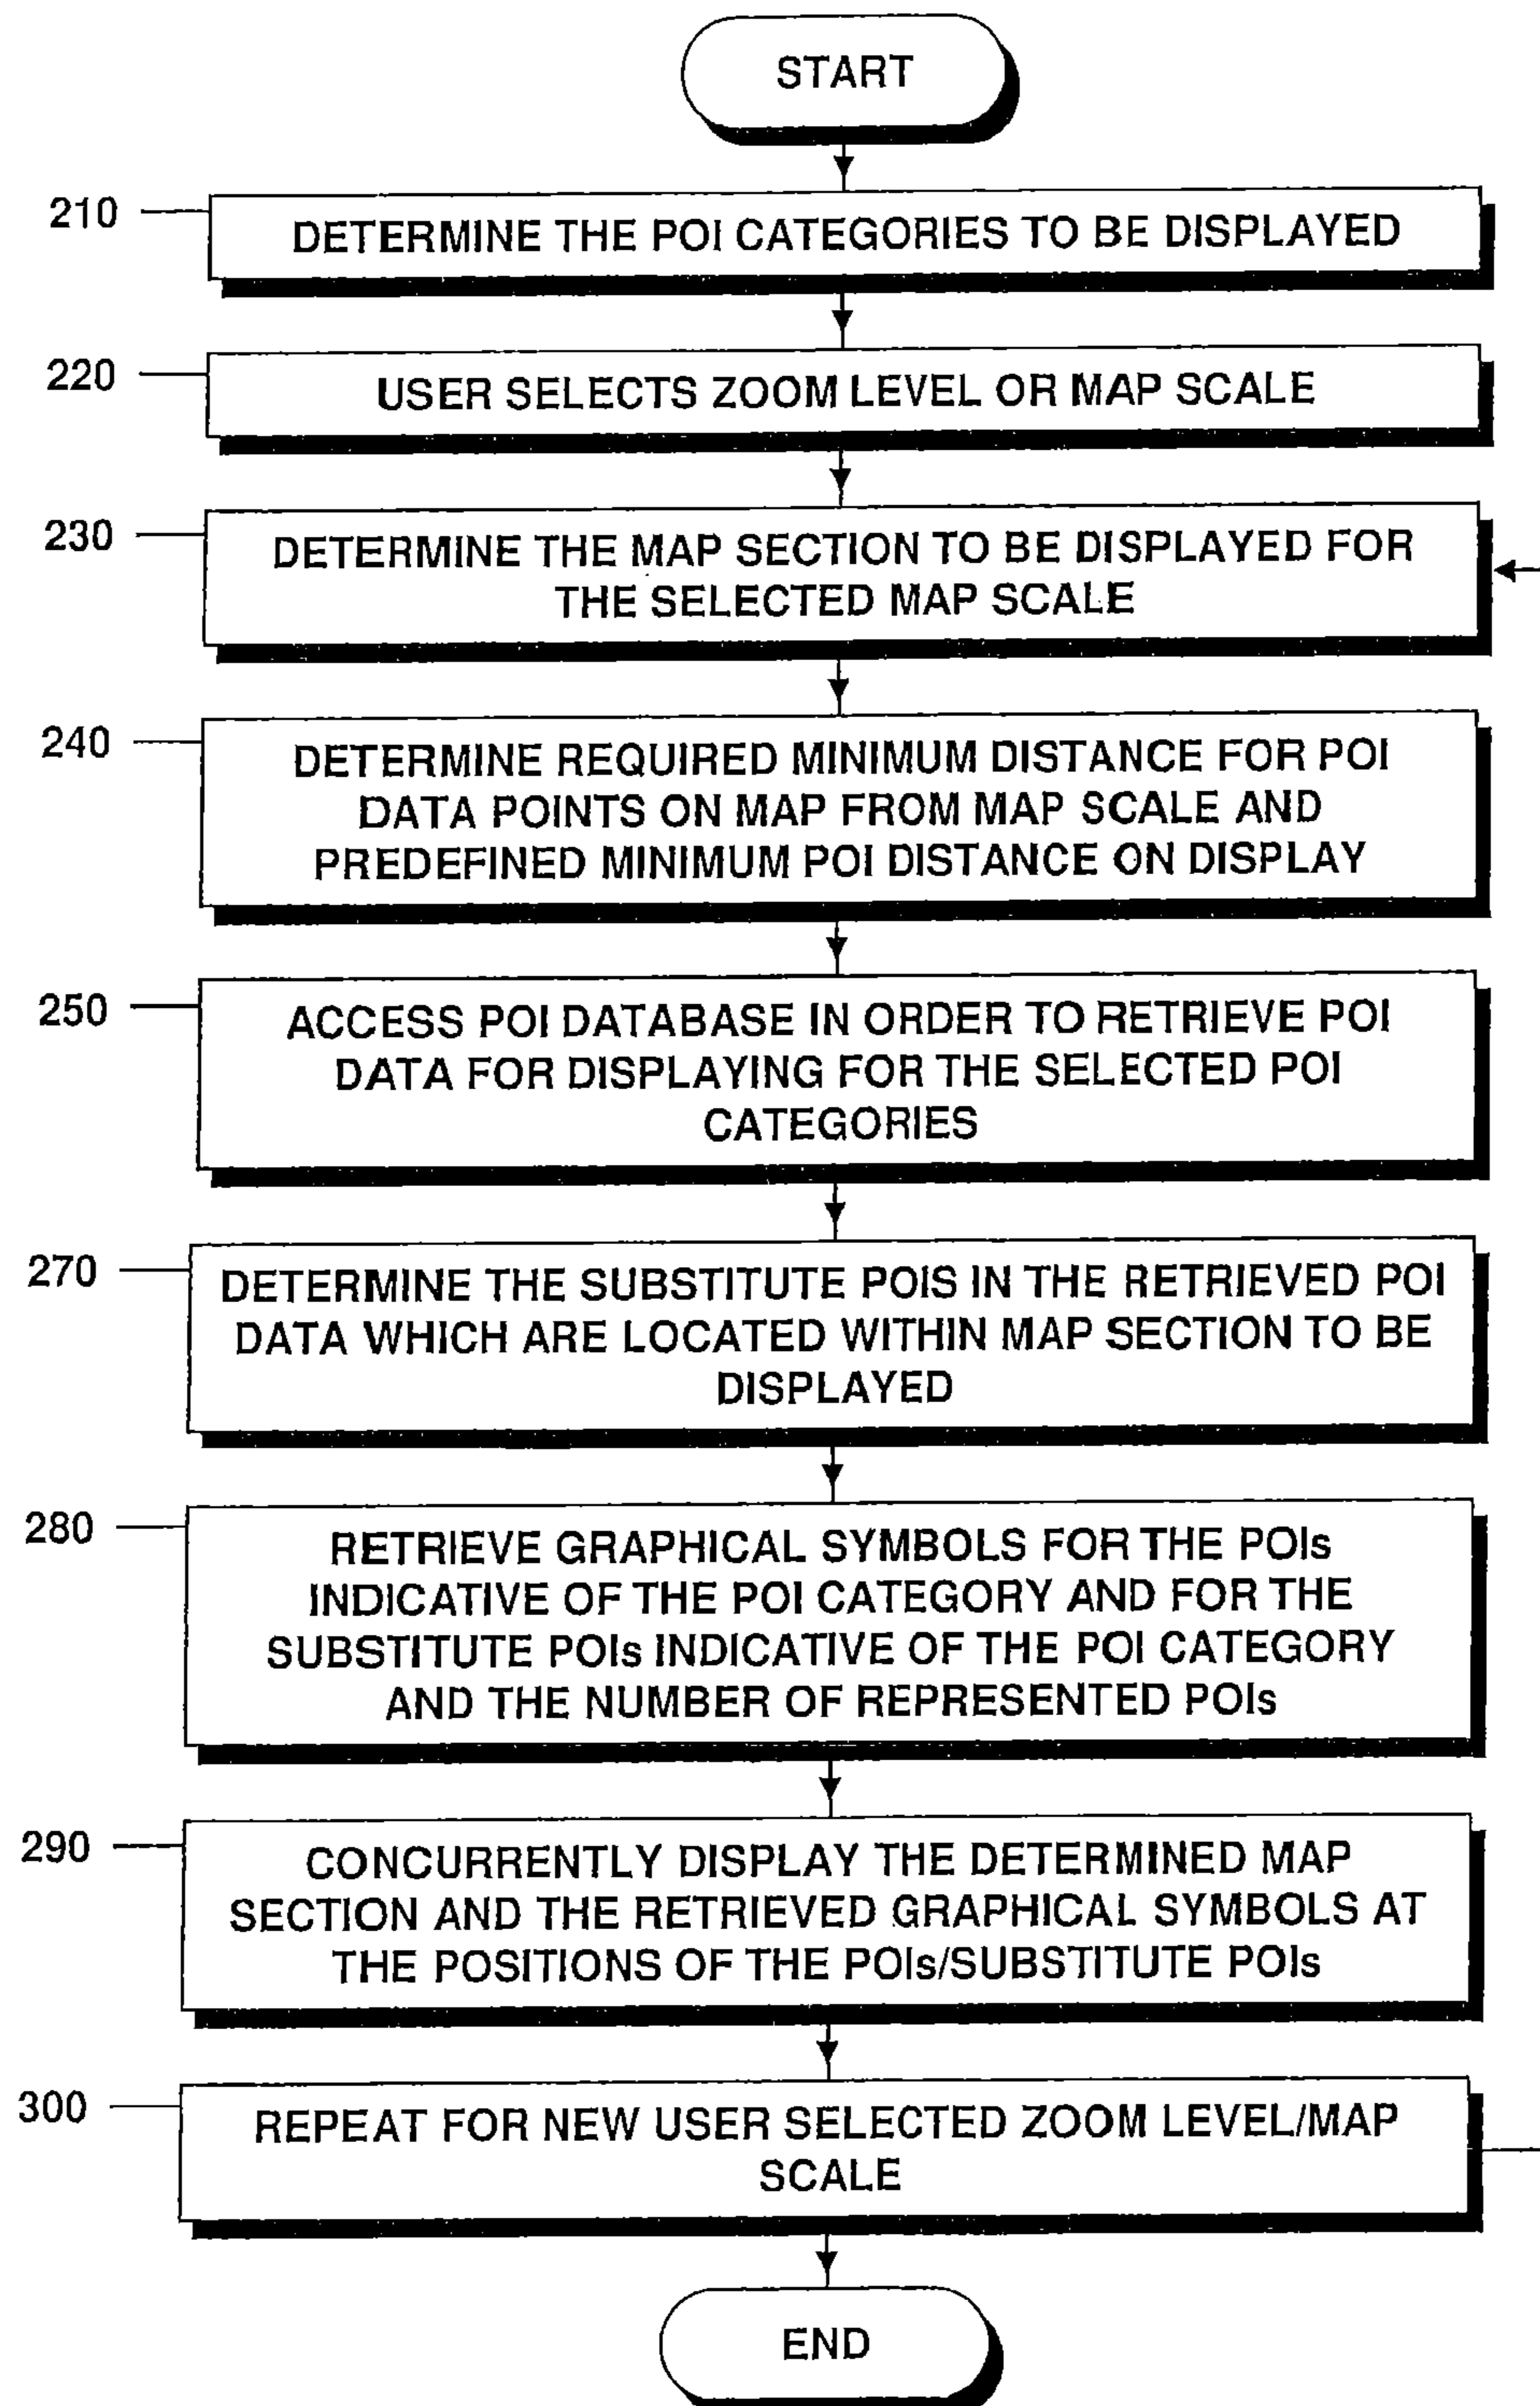 START
210
DETERMINE THE POI CATEGORIES TO BE DISPLAYED
220
USER SELECTS ZOOM LEVEL OR MAP SCALE
230
DETERMINE THE MAP SECTION TO BE DISPLAYED FOR
THE SELECTED MAP SCALE
240
DETERMINE REQUIRED MINIMUM DISTANCE FOR POI
DATA POINTS ON MAP FROM MAP SCALE AND
PREDEFINED MINIMUM POI DISTANCE ON DISPLAY
250
ACCESS POI DATABASE IN ORDER TO RETRIEVE POI
DATA FOR DISPLAYING FOR THE SELECTED POI
CATEGORIES
270
DETERMINE THE SUBSTITUTE POIS IN THE RETRIEVED POI
DATA WHICH ARE LOCATED WITHIN MAP SECTION TO BE
DISPLAYED
280
RETRIEVE GRAPHICAL SYMBOLS FOR THE POIs
INDICATIVE OF THE POI CATEGORY AND FOR THE
SUBSTITUTE POIs INDICATIVE OF THE POI CATEGORY
AND THE NUMBER OF REPRESENTED POIs
290
CONCURRENTLY DISPLAY THE DETERMINED MAP
SECTION AND THE RETRIEVED GRAPHICAL SYMBOLS AT
THE POSITIONS OF THE POIs/SUBSTITUTE POIs
300
REPEAT FOR NEW USER SELECTED ZOOM LEVEL/MAP
SCALE
END